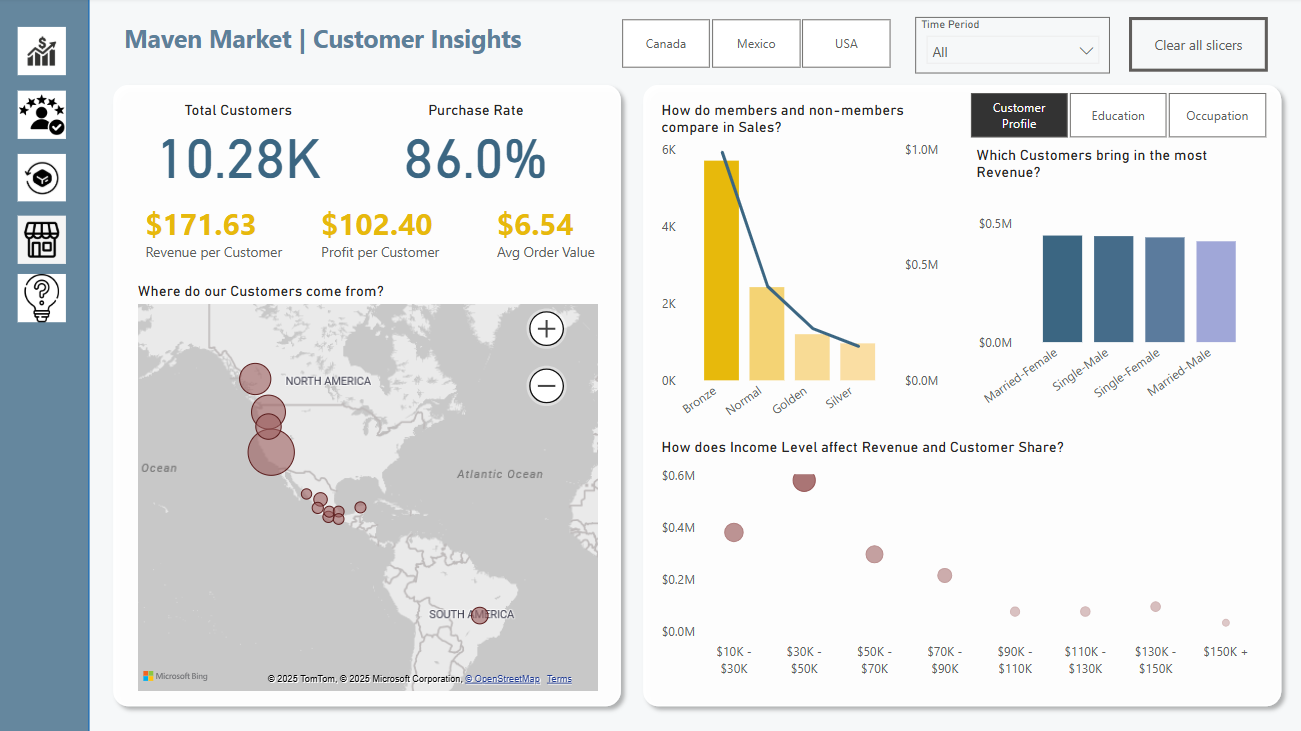 Maven Market | Customer Insights
Canada
Mexico
USA
Time Period
All
Clear all slicers
Total Customers
10.28K
Purchase Rate
86.0%
$171.63
Revenue per Customer
$102.40
Profit per Customer
$6.54
Avg Order Value
Where do our Customers come from?
NORTH AMERICA
Ocean
Atlantic Ocean
SOUTH AMERICA
Microsoft Bing
© 2025 TomTom, © 2025 Microsoft Corporation, © OpenStreetMap Terms
How do members and non-members
compare in Sales?
6K
4K
2K
0K
$1.0M
$0.5M
$0.0M
Bronze
Normal
Golden
Silver
Customer
Profile
Education
Occupation
Which Customers bring in the most
Revenue?
$0.5M
$0.0M
Married-Female
Single-Male
Single-Female
Married-Male
How does Income Level affect Revenue and Customer Share?
$0.6M
$0.4M
$0.2M
$0.0M
$10K -
$30K
$30K -
$50K
$50K -
$70K
$70K -
$90K
$90K -
$110K
$110K -
$130K
$130K -
$150K
$150K +